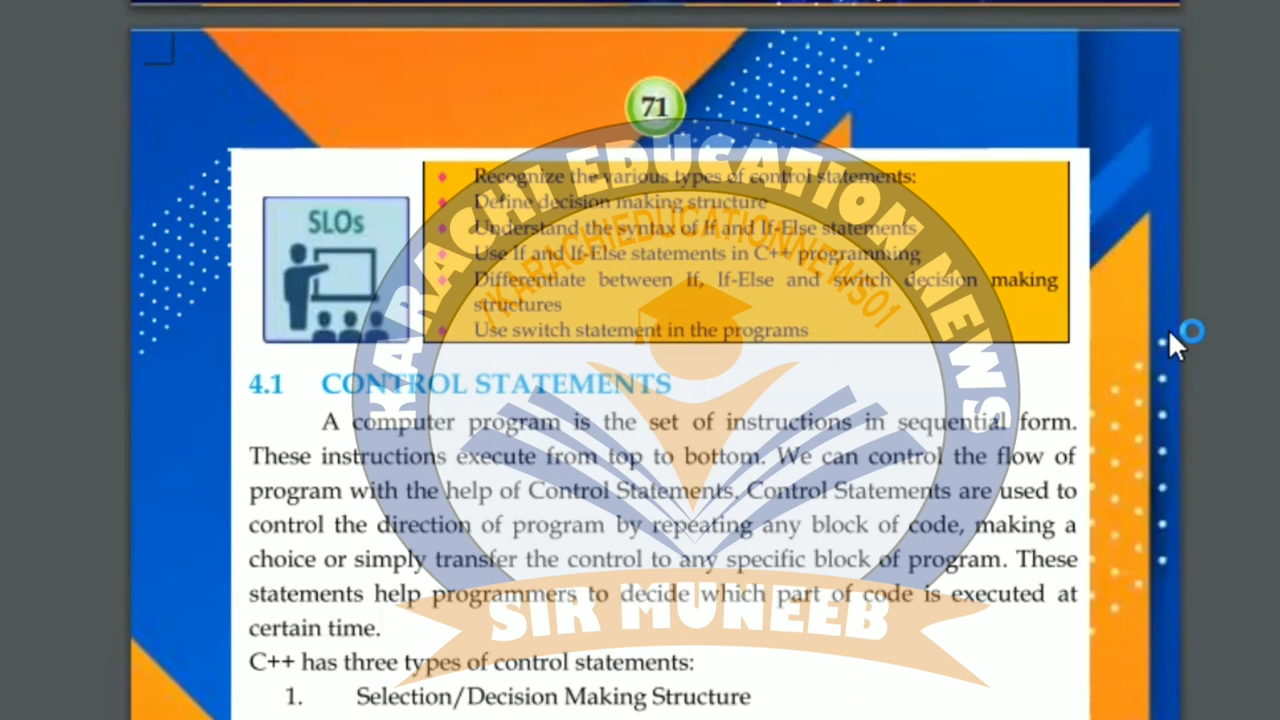 71
SLOs
Recognize the various types of control statements:
Define decision making structure
Understand the syntax of If and If-Else statements
Use If and If-Else statements in C++ programming
Differentiate between If, If-Else and switch decision making
structures
Use switch statement in the programs
4.1 CONTROL STATEMENTS
A computer program is the set of instructions in sequential form.
These instructions execute from top to bottom. We can control the flow of
program with the help of Control Statements. Control Statements are used to
control the direction of program by repeating any block of code, making a
choice or simply transfer the control to any specific block of program. These
statements help programmers to decide which part of code is executed at
certain time.
C++ has three types of control statements:
1. Selection/Decision Making Structure
KARACHI EDUCATION NEWS
/KARACHIEDUCATIONNEWS01
SIR MUNEEB